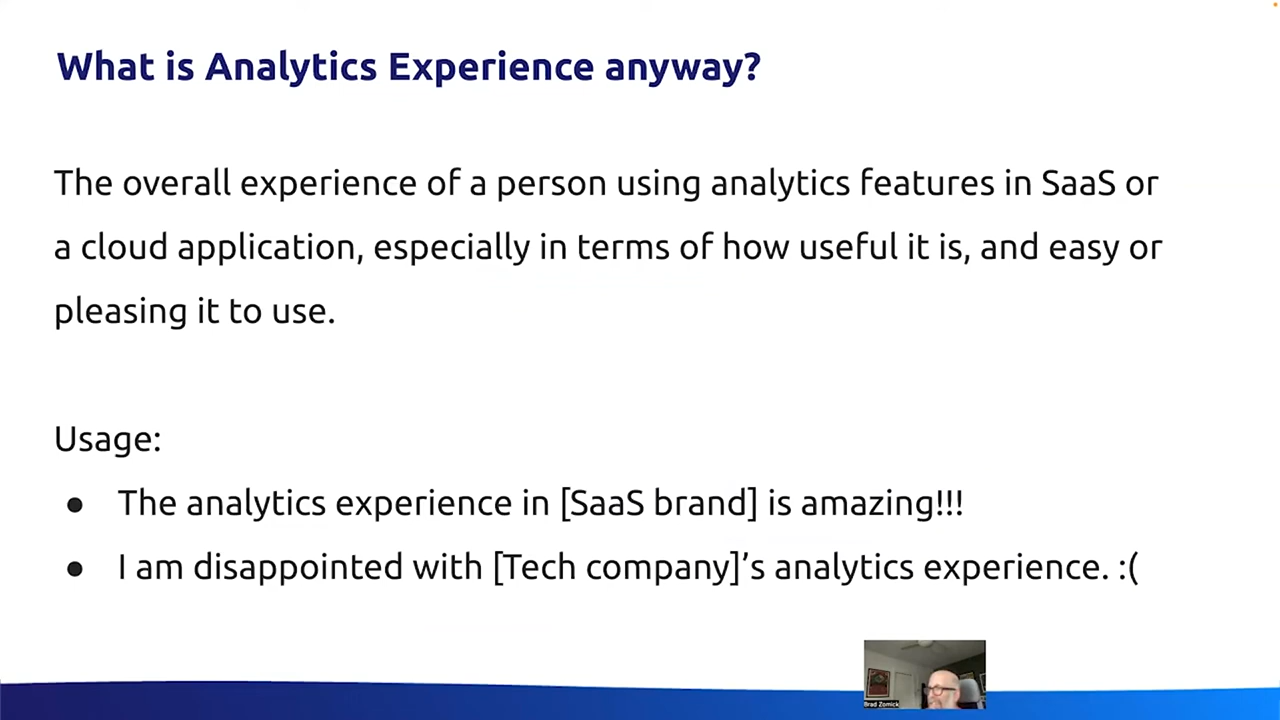 What is Analytics Experience anyway?
The overall experience of a person using analytics features in SaaS or
a cloud application, especially in terms of how useful it is, and easy or
pleasing it to use.
Usage:
● The analytics experience in [SaaS brand] is amazing!!!
● I am disappointed with [Tech company]’s analytics experience. :(
Brad Zomick